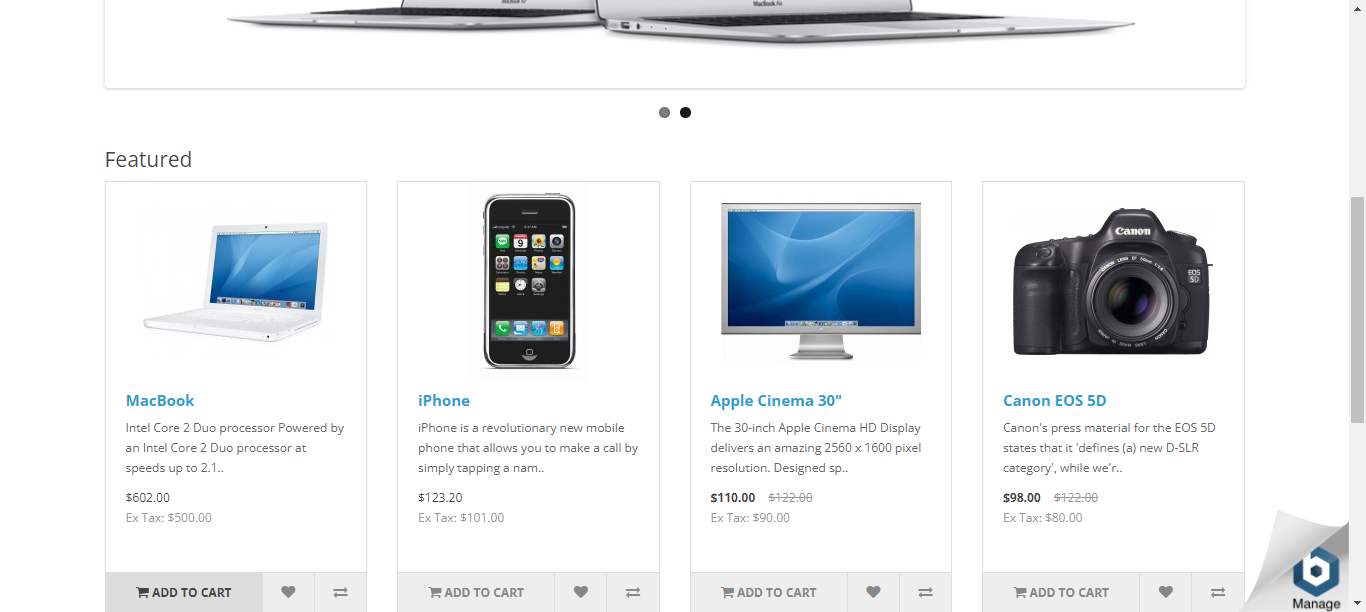 MacBook Air
MacBook Air
Featured
Canon
EOS
5D
MacBook
iPhone
Apple Cinema 30"
Canon EOS 5D
Intel Core 2 Duo processor Powered by
an Intel Core 2 Duo processor at
speeds up to 2.1..
iPhone is a revolutionary new mobile
phone that allows you to make a call by
simply tapping a nam..
The 30-inch Apple Cinema HD Display
delivers an amazing 2560 x 1600 pixel
resolution. Designed sp..
Canon's press material for the EOS 5D
states that it 'defines (a) new D-SLR
category', while we'r..
$602.00
Ex Tax: $500.00
$123.20
Ex Tax: $101.00
$110.00 $122.00
Ex Tax: $90.00
$98.00 $122.00
Ex Tax: $80.00
ADD TO CART
ADD TO CART
ADD TO CART
ADD TO CART
b
Manage